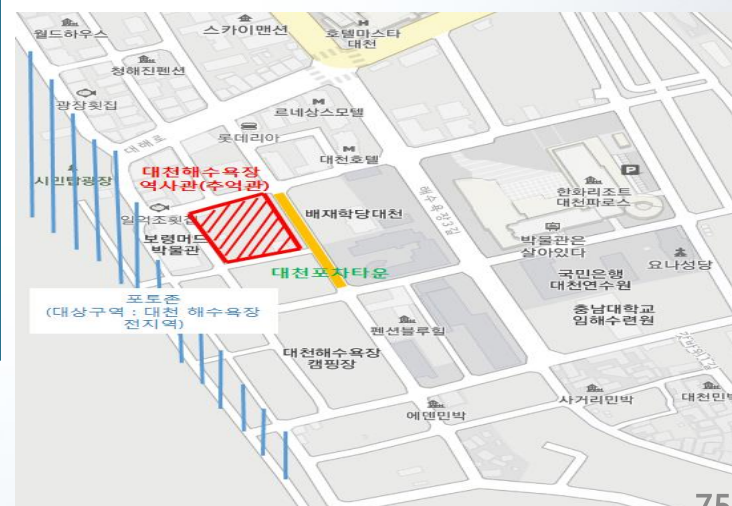 월드하우스
스카이맨션
호텔마스타
대천
청해진펜션
광장횟집
르네상스모텔
대해로
롯데리아
대천호텔
시민탑광장
대천해수욕장
역사관(추억관)
한화리조트
대천파로스
P
일억조횟집
배재학당대천
해수욕장3길
보령머드
박물관
박물관은
살아있다
요나성당
대천포차타운
국민은행
대천연수원
포토존
(대상구역 : 대천 해수욕장
전지역)
충남대학교
임해수련원
펜션블루힐
대천해수욕장
캠핑장
사거리민박
에덴민박
75